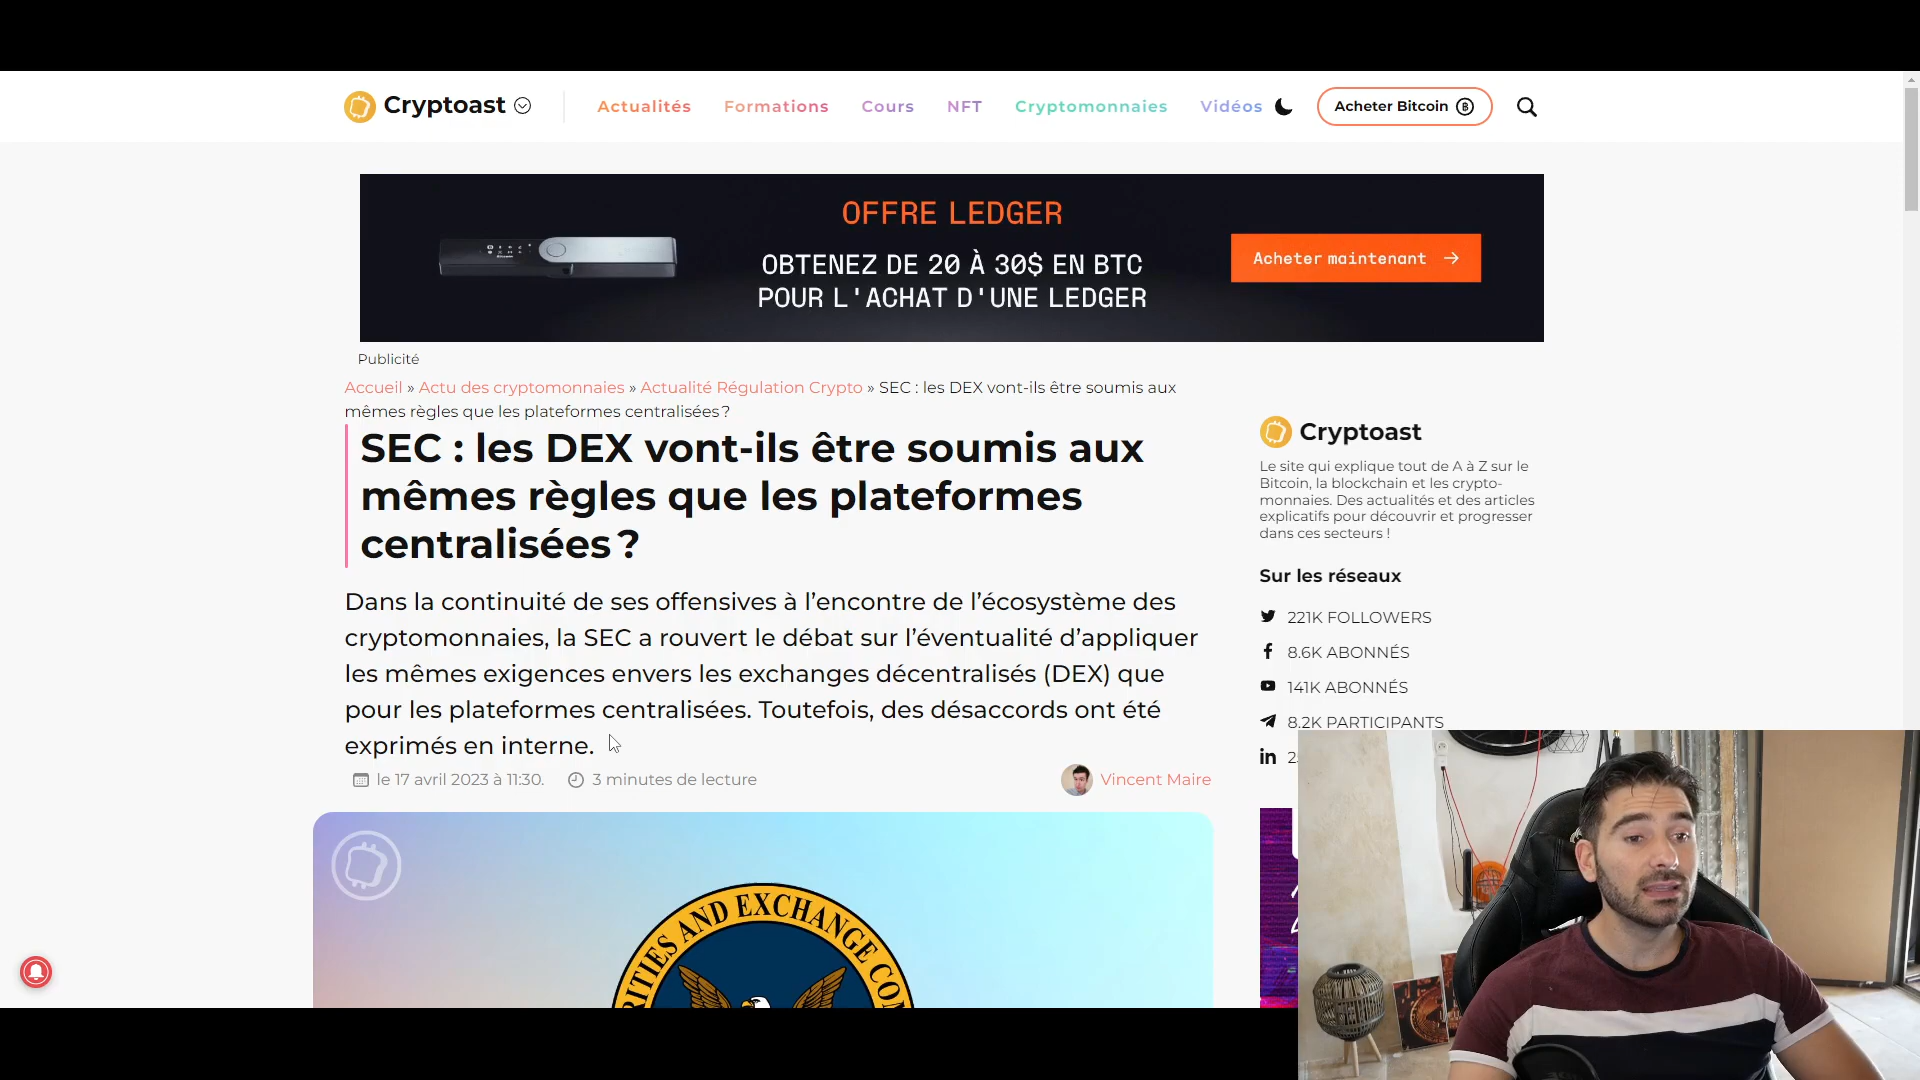 Cryptoast
Actualités
Formations
Cours
NFT
Cryptomonnaies
Vidéos
Acheter Bitcoin
OFFRE LEDGER
OBTENEZ DE 20 À 30$ EN BTC
POUR L'ACHAT D'UNE LEDGER
Acheter maintenant
Publicité
Accueil » Actu des cryptomonnaies » Actualité Régulation Crypto » SEC : les DEX vont-ils être soumis aux
mêmes règles que les plateformes centralisées ?
SEC : les DEX vont-ils être soumis aux
mêmes règles que les plateformes
centralisées ?
Dans la continuité de ses offensives à l’encontre de l’écosystème des
cryptomonnaies, la SEC a rouvert le débat sur l’éventualité d’appliquer
les mêmes exigences envers les exchanges décentralisés (DEX) que
pour les plateformes centralisées. Toutefois, des désaccords ont été
exprimés en interne.
le 17 avril 2023 à 11:30.
3 minutes de lecture
Vincent Maire
AND EXCHANGE
Cryptoast
Le site qui explique tout de A à Z sur le
Bitcoin, la blockchain et les crypto-
monnaies. Des actualités et des articles
explicatifs pour découvrir et progresser
dans ces secteurs !
Sur les réseaux
221K FOLLOWERS
8.6K ABONNÉS
141K ABONNÉS
8.2K PARTICIPANTS